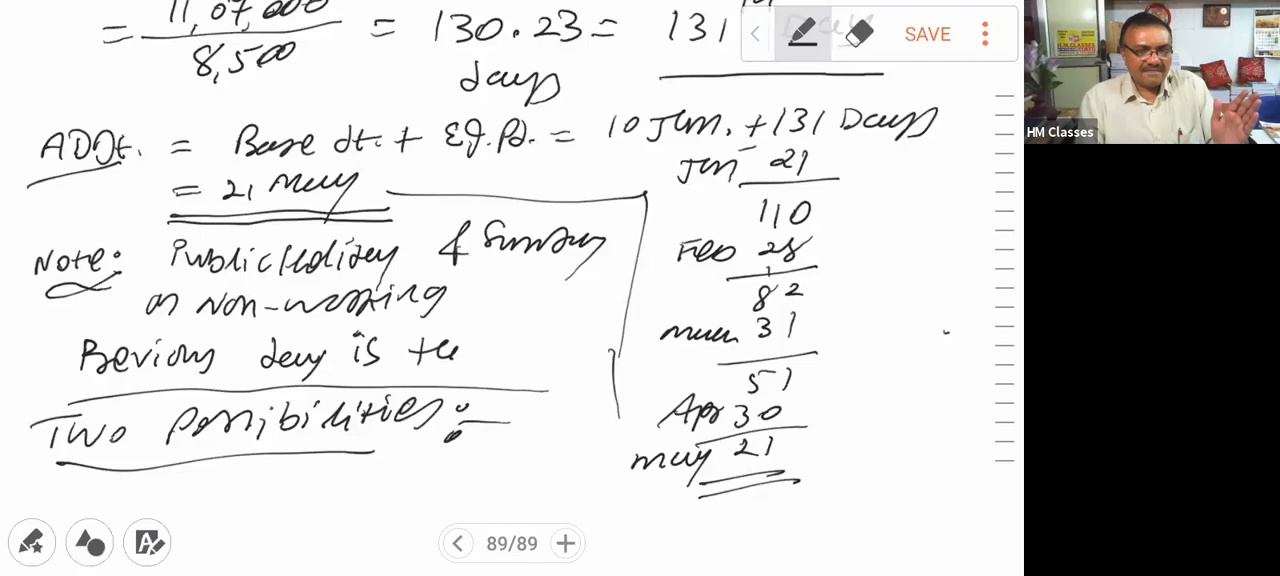 = 11,07,000 / 8,500 = 130.23 = 131
days
SAVE
HM Classes
ADDt. = Base dt. + Eq. Pd. = 10 Jan. + 131 Days
= 21 May
Jan 21
110
Note: Public Holiday & Sunday
Feb 28
or Non-working
82
March 31
Previous day is the
51
Two possibilities:-
Apr 30
May 21
89/89